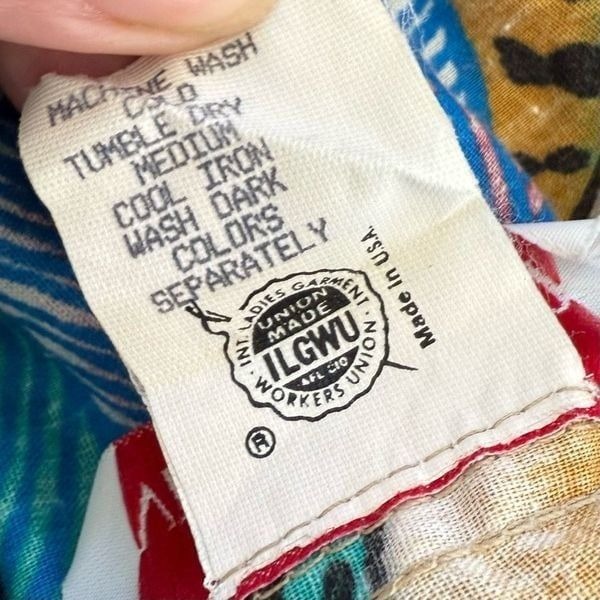 MACHINE WASH
COLD
TUMBLE DRY
MEDIUM
COOL IRON
WASH DARK
COLORS
SEPARATELY
INT. LADIES GARMENT
UNION
MADE
ILGWU
AFL CIO
WORKERS UNION
®
Made in U.S.A.